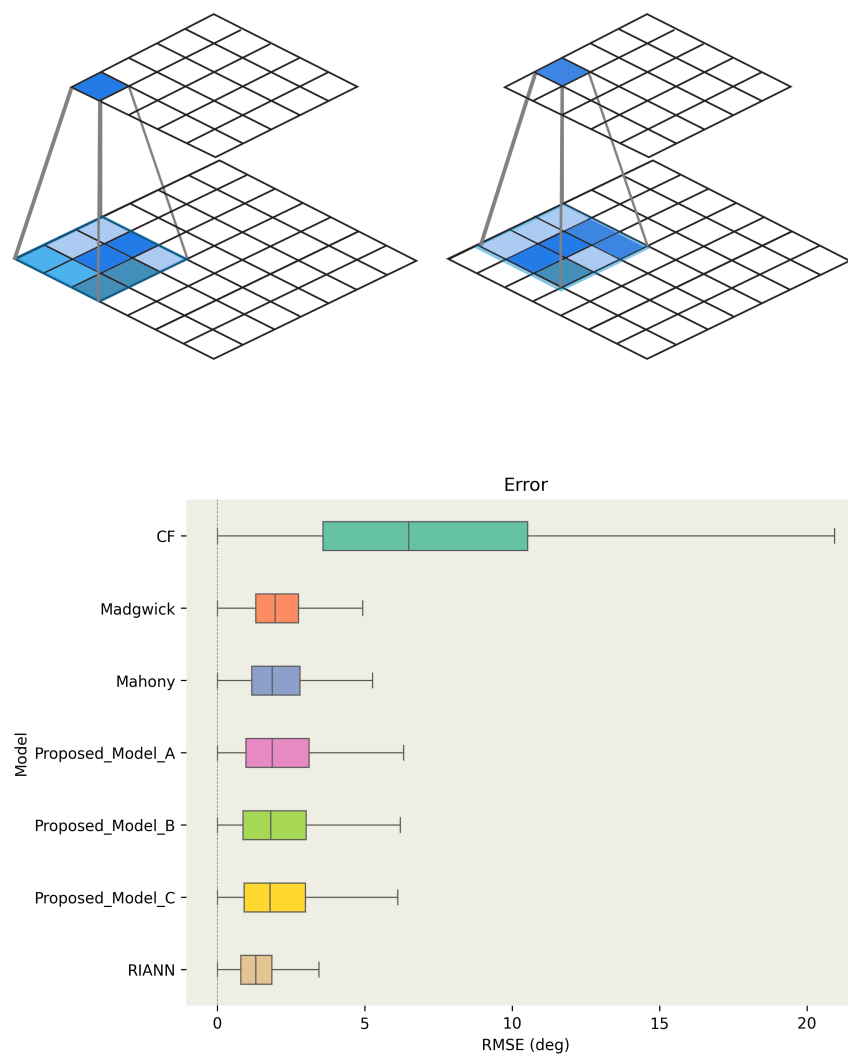 Error
CF
Madgwick
Mahony
Proposed_Model_A
Proposed_Model_B
Proposed_Model_C
RIANN
Model
0 5 10 15 20
RMSE (deg)